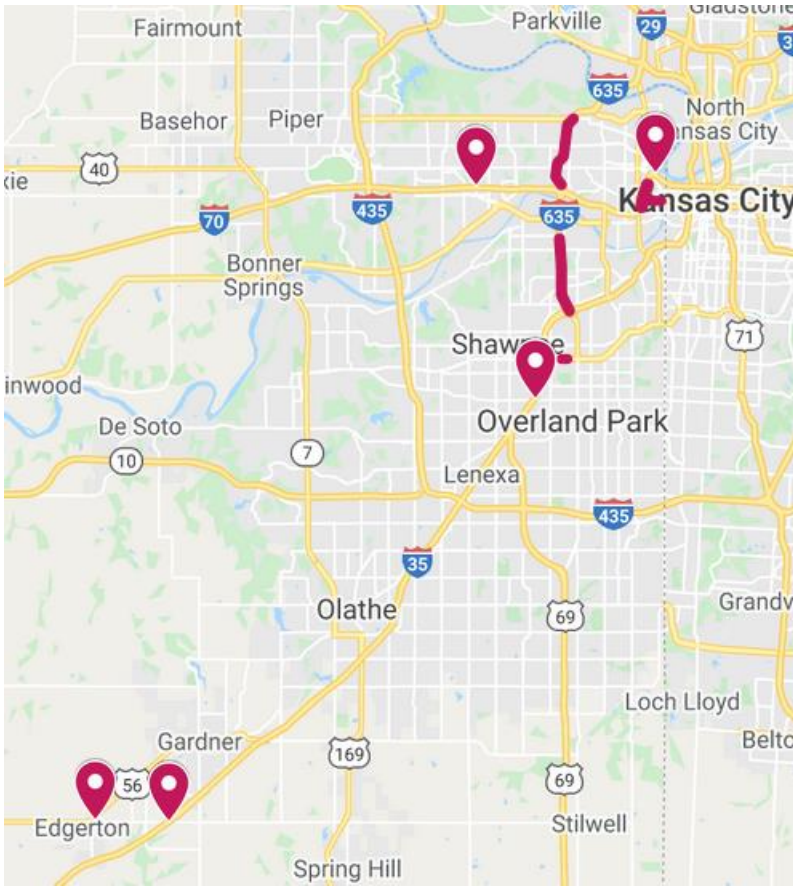 Gladstone
Parkville
29
Fairmount
3
635
North
Kansas City
Basehor
Piper
40
xie
Kansas City
435
635
70
Bonner
Springs
71
Shawnee
inwood
Overland Park
De Soto
7
10
Lenexa
435
35
Olathe
69
Grandv
Loch Lloyd
Gardner
Belto
169
56
69
Edgerton
Stilwell
Spring Hill